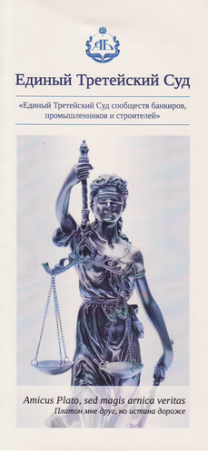 Единый Третейский Суд
«Единый Третейский Суд сообществ банкиров,
промышленников и строителей»
Amicus Plato, sed magis arnica veritas
Платон мне друг, но истина дороже